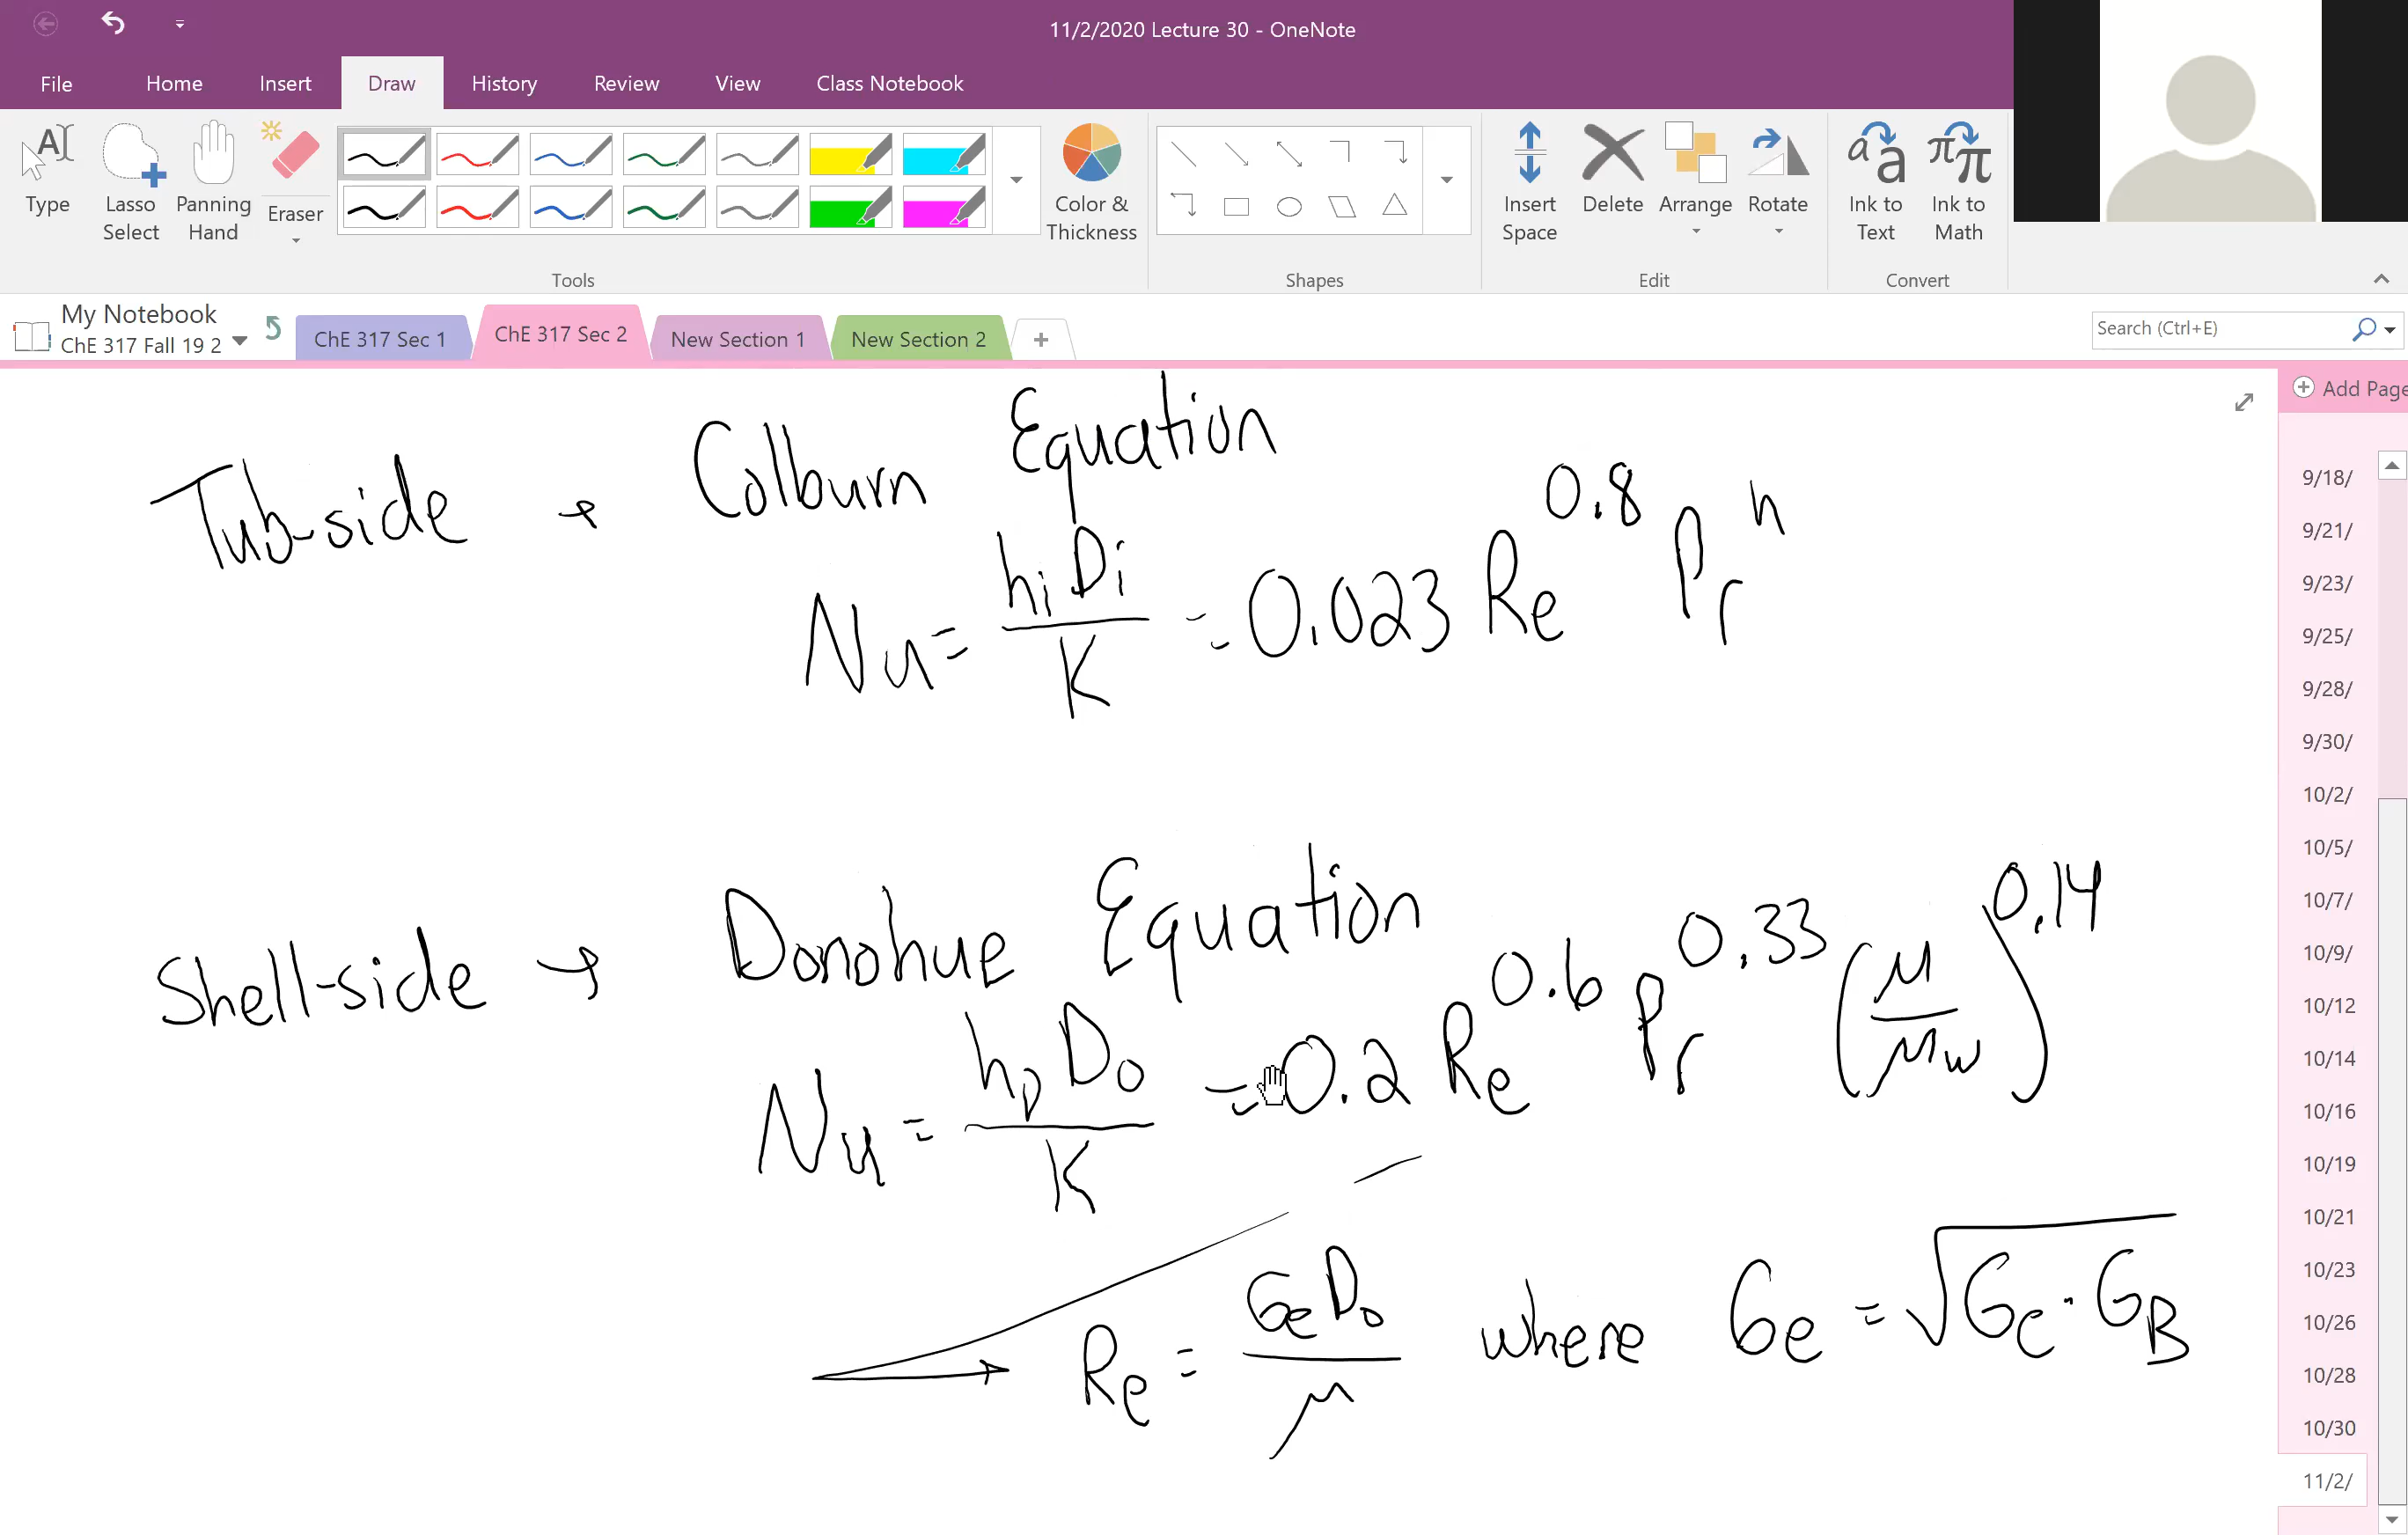 11/2/2020 Lecture 30 - OneNote
File Home Insert Draw History Review View Class Notebook
Type Lasso Select Panning Hand Eraser Color & Thickness Insert Space Delete Arrange Rotate Ink to Text Ink to Math
Tools Shapes Edit Convert
My Notebook
ChE 317 Fall 19 2
ChE 317 Sec 1 ChE 317 Sec 2 New Section 1 New Section 2 +
Search (Ctrl+E)
Add Page
Tub-side → Colburn Equation
Nu = hiDi/K = 0.023 Re^0.8 Pr^n
Shell-side → Donohue Equation
Nu = hoDo/K = 0.2 Re^0.6 Pr^0.33 (μ/μw)^0.14
→ Re = GeDo/μ where Ge = √Gc · GB
9/18/
9/21/
9/23/
9/25/
9/28/
9/30/
10/2/
10/5/
10/7/
10/9/
10/12
10/14
10/16
10/19
10/21
10/23
10/26
10/28
10/30
11/2/